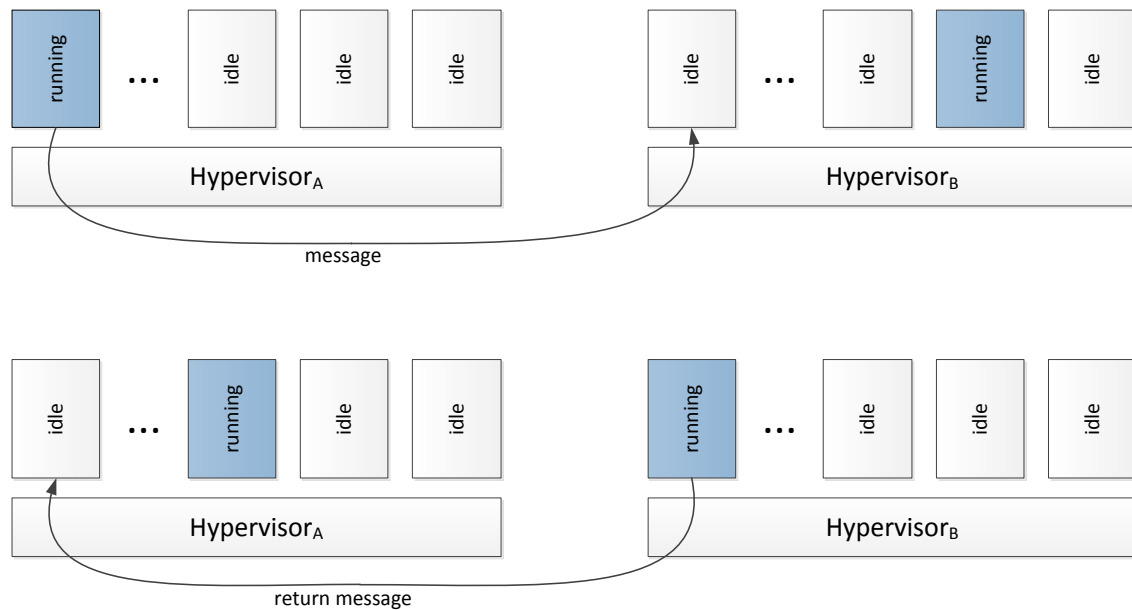 running
...
idle
idle
idle
idle
...
idle
running
idle
Hypervisor_A
Hypervisor_B
message
idle
...
running
idle
idle
running
...
idle
idle
idle
Hypervisor_A
Hypervisor_B
return message